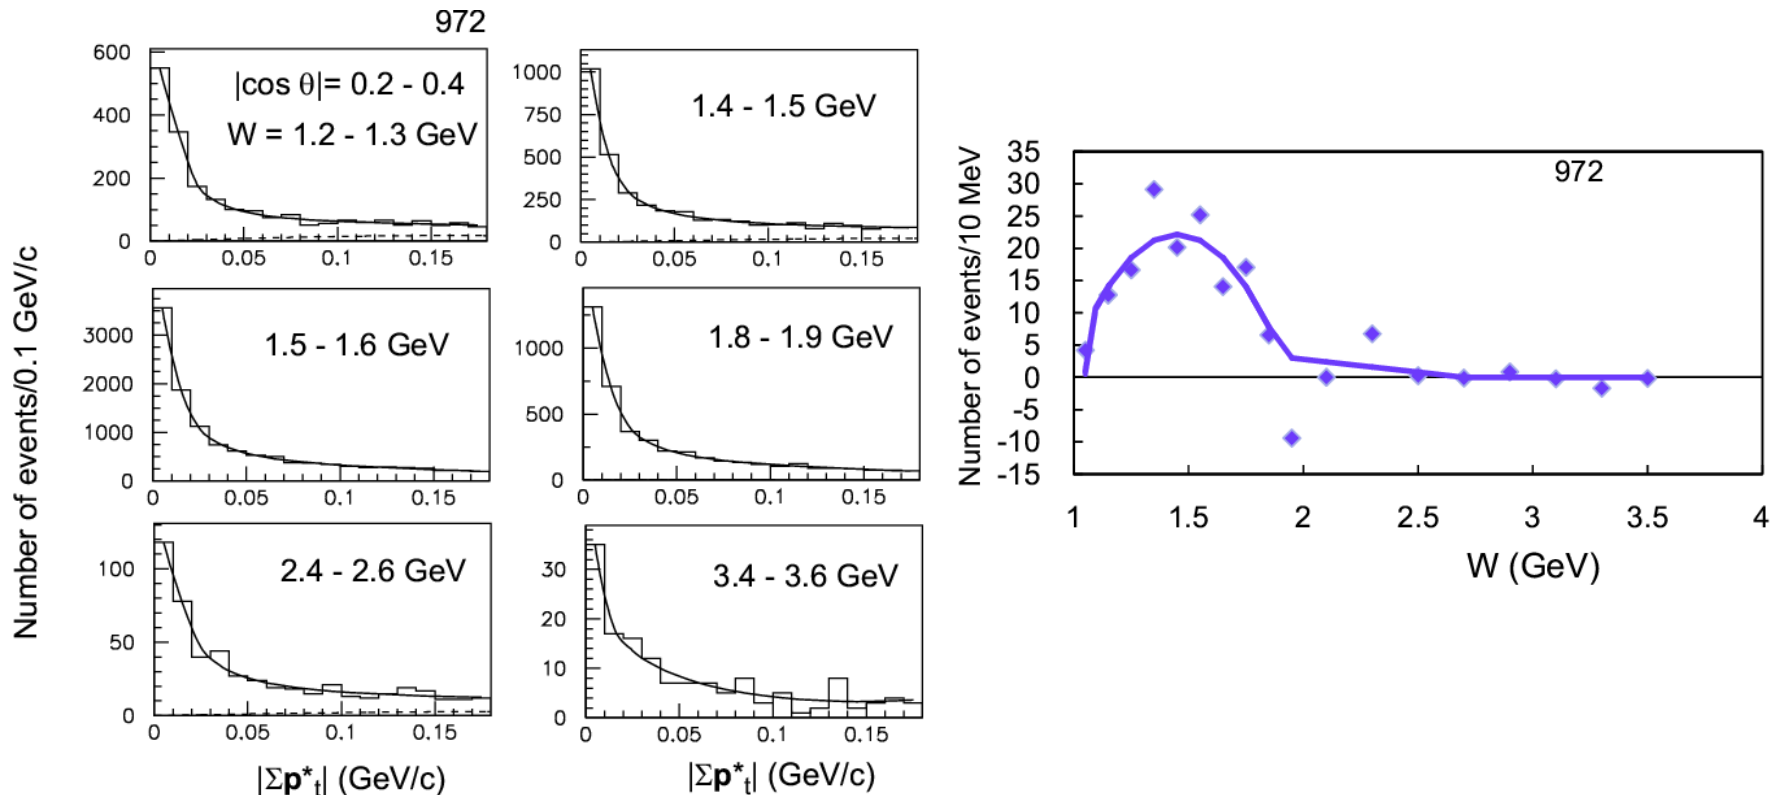 972
Number of events/0.1 GeV/c
600
400
200
0
|cos θ|= 0.2 - 0.4
W = 1.2 - 1.3 GeV
0 0.05 0.1 0.15
1000
750
500
250
0
1.4 - 1.5 GeV
0 0.05 0.1 0.15
3000
2000
1000
0
1.5 - 1.6 GeV
0 0.05 0.1 0.15
1000
500
0
1.8 - 1.9 GeV
0 0.05 0.1 0.15
100
50
0
2.4 - 2.6 GeV
0 0.05 0.1 0.15
|Σp*t| (GeV/c)
30
20
10
0
3.4 - 3.6 GeV
0 0.05 0.1 0.15
|Σp*t| (GeV/c)
Number of events/10 MeV
35
30
25
20
15
10
5
0
-5
-10
-15
972
1 1.5 2 2.5 3 3.5 4
W (GeV)